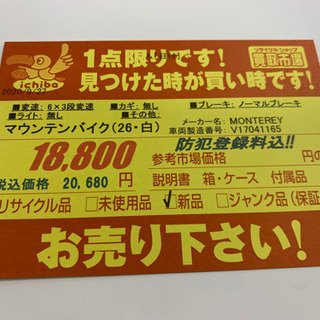 1点限りです!
見つけた時が買い時です!
リサイクルショップ
買取市場
ichiba
2020/9/27
■変速: 6×3段変速 ■カギ: 無し ■ブレーキ: ノーマルブレーキ
■ライト: 無し ■その他:
メーカー名: MONTEREY
マウンテンバイク(26・白) 車両製造番号: V17041165
18,800 防犯登録料込!!
参考市場価格 円の
税込価格 20,680 円 説明書 箱・ケース 付属品
リサイクル品 □未使用品 ☑新品 □ジャンク品(保証
お売り下さい!